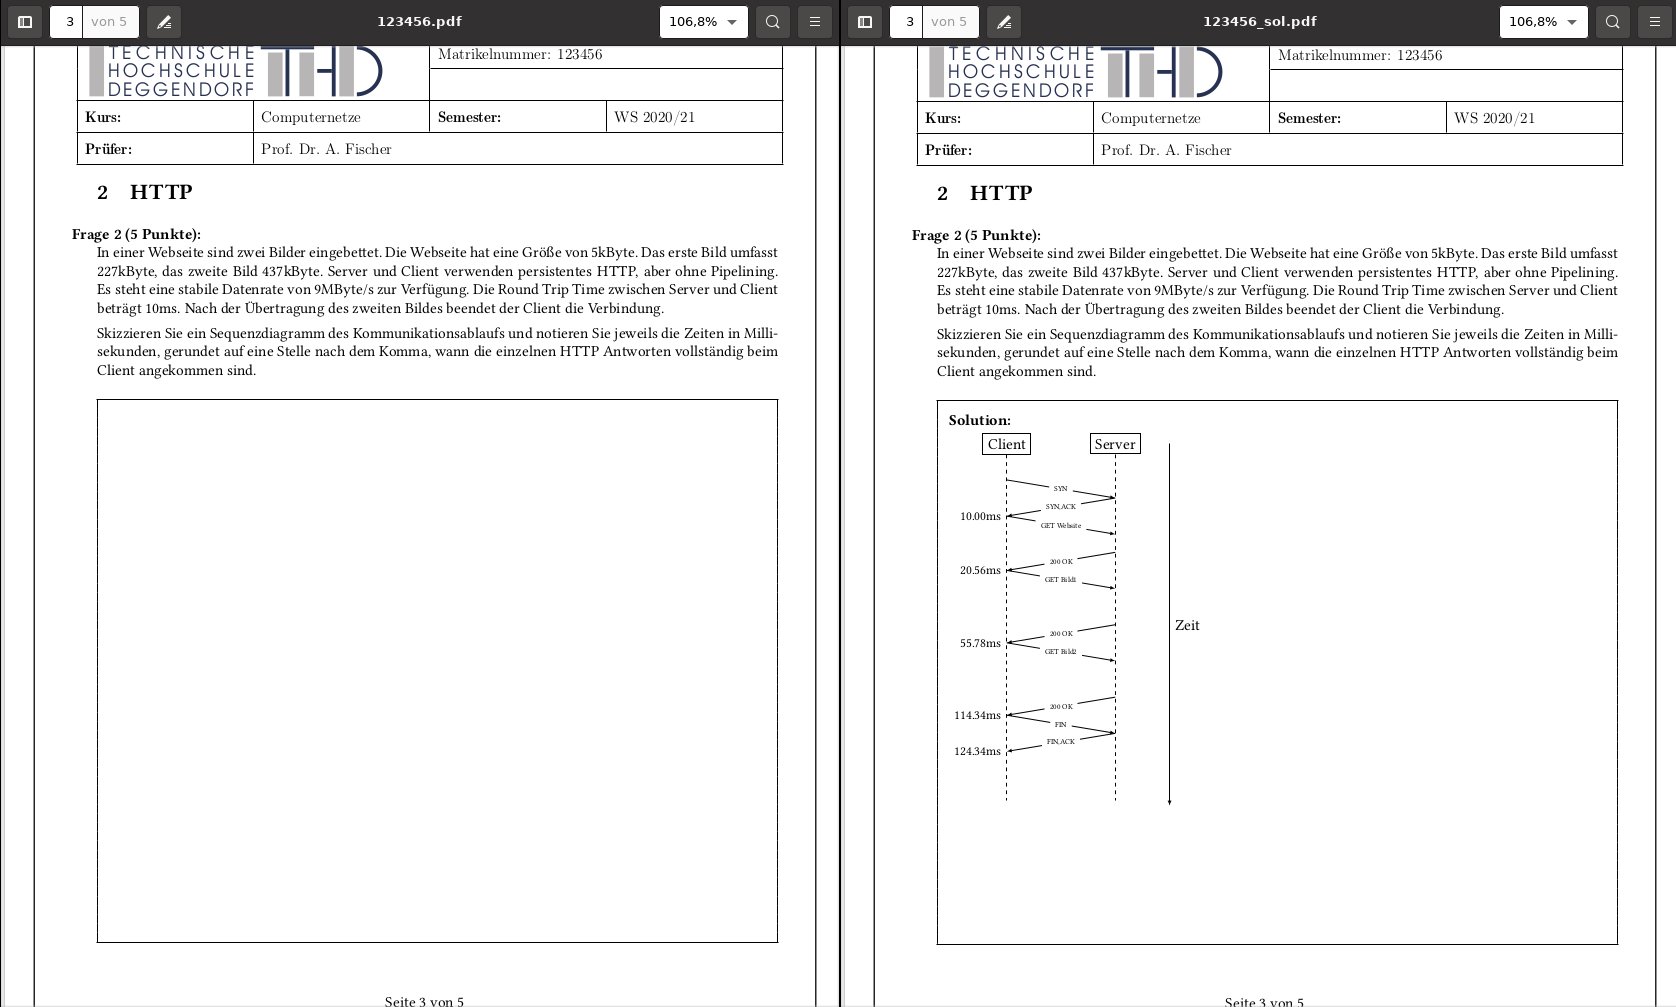 3 von 5 123456.pdf 106,8%
TECHNISCHE
HOCHSCHULE
DEGGENDORF
THD
Matrikelnummer: 123456
Kurs: Computernetze Semester: WS 2020/21
Prüfer: Prof. Dr. A. Fischer
2 HTTP
Frage 2 (5 Punkte):
In einer Webseite sind zwei Bilder eingebettet. Die Webseite hat eine Größe von 5kByte. Das erste Bild umfasst
227kByte, das zweite Bild 437kByte. Server und Client verwenden persistentes HTTP, aber ohne Pipelining.
Es steht eine stabile Datenrate von 9MByte/s zur Verfügung. Die Round Trip Time zwischen Server und Client
beträgt 10ms. Nach der Übertragung des zweiten Bildes beendet der Client die Verbindung.
Skizzieren Sie ein Sequenzdiagramm des Kommunikationsablaufs und notieren Sie jeweils die Zeiten in Milli-
sekunden, gerundet auf eine Stelle nach dem Komma, wann die einzelnen HTTP Antworten vollständig beim
Client angekommen sind.
Seite 3 von 5
3 von 5 123456_sol.pdf 106,8%
TECHNISCHE
HOCHSCHULE
DEGGENDORF
THD
Matrikelnummer: 123456
Kurs: Computernetze Semester: WS 2020/21
Prüfer: Prof. Dr. A. Fischer
2 HTTP
Frage 2 (5 Punkte):
In einer Webseite sind zwei Bilder eingebettet. Die Webseite hat eine Größe von 5kByte. Das erste Bild umfasst
227kByte, das zweite Bild 437kByte. Server und Client verwenden persistentes HTTP, aber ohne Pipelining.
Es steht eine stabile Datenrate von 9MByte/s zur Verfügung. Die Round Trip Time zwischen Server und Client
beträgt 10ms. Nach der Übertragung des zweiten Bildes beendet der Client die Verbindung.
Skizzieren Sie ein Sequenzdiagramm des Kommunikationsablaufs und notieren Sie jeweils die Zeiten in Milli-
sekunden, gerundet auf eine Stelle nach dem Komma, wann die einzelnen HTTP Antworten vollständig beim
Client angekommen sind.
Solution:
Client Server
SYN
SYN,ACK
10.00ms
GET Website
200 OK
20.56ms
GET Bild1
Zeit
200 OK
55.78ms
GET Bild2
200 OK
114.34ms
FIN
FIN,ACK
124.34ms
Seite 3 von 5